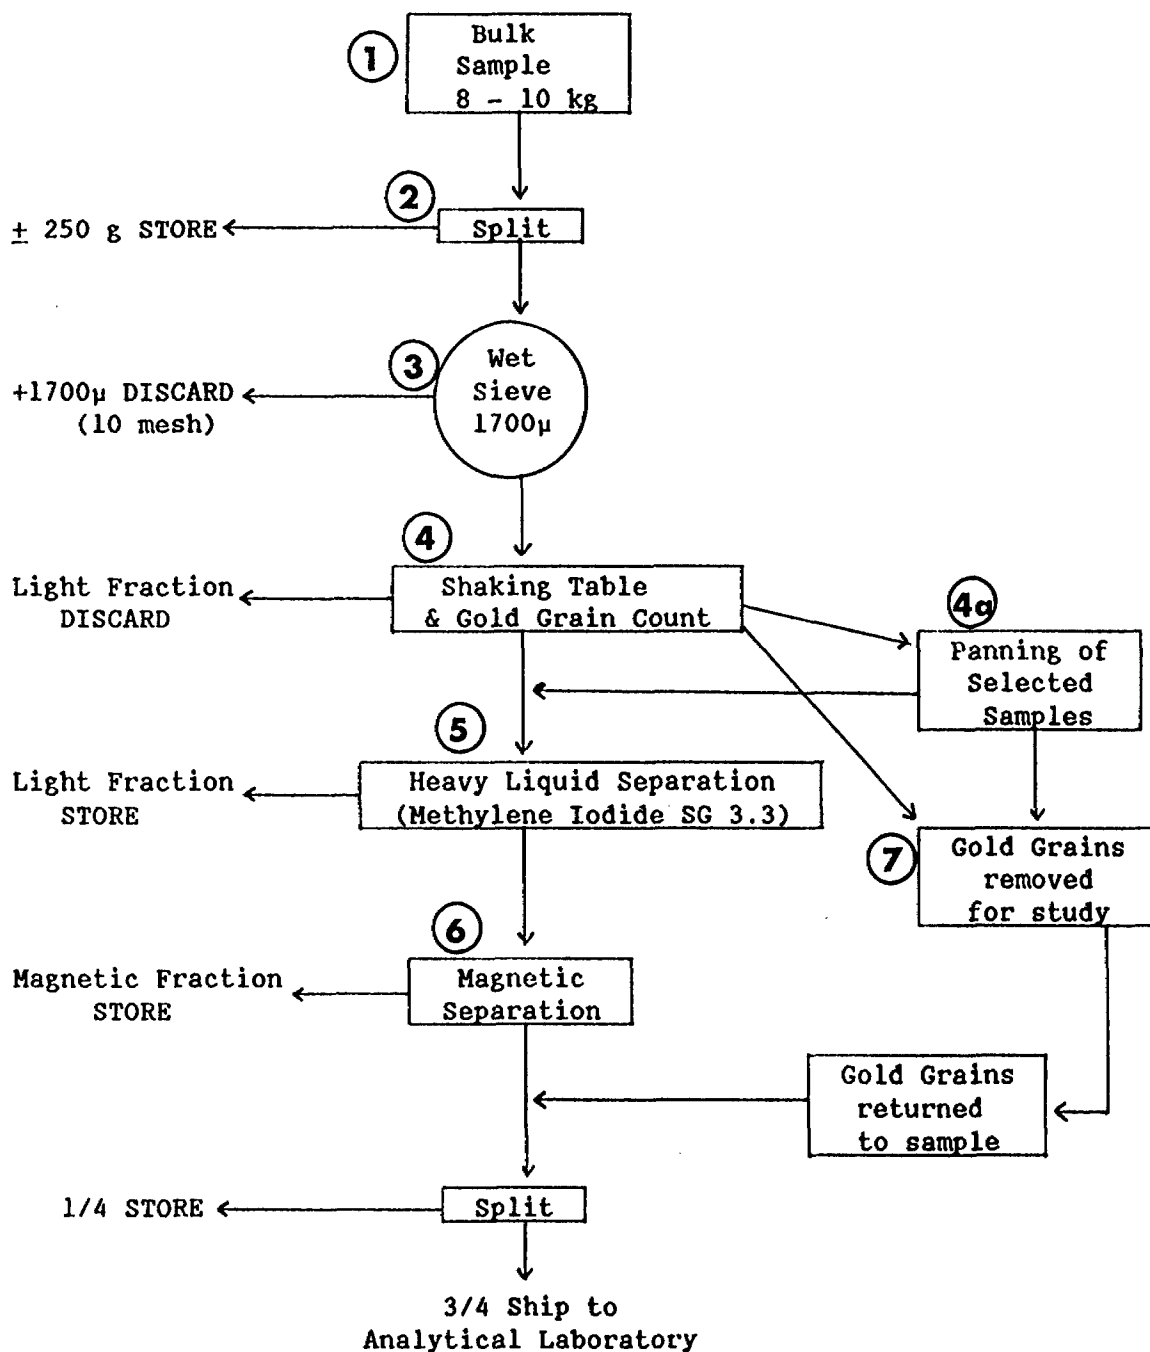 1
Bulk
Sample
8 - 10 kg
2
± 250 g STORE
Split
3
Wet
Sieve
1700µ
+1700µ DISCARD
(10 mesh)
4
Light Fraction
DISCARD
Shaking Table
& Gold Grain Count
4a
Panning of
Selected
Samples
5
Light Fraction
STORE
Heavy Liquid Separation
(Methylene Iodide SG 3.3)
7
Gold Grains
removed
for study
6
Magnetic Fraction
STORE
Magnetic
Separation
Gold Grains
returned
to sample
1/4 STORE
Split
3/4 Ship to
Analytical Laboratory